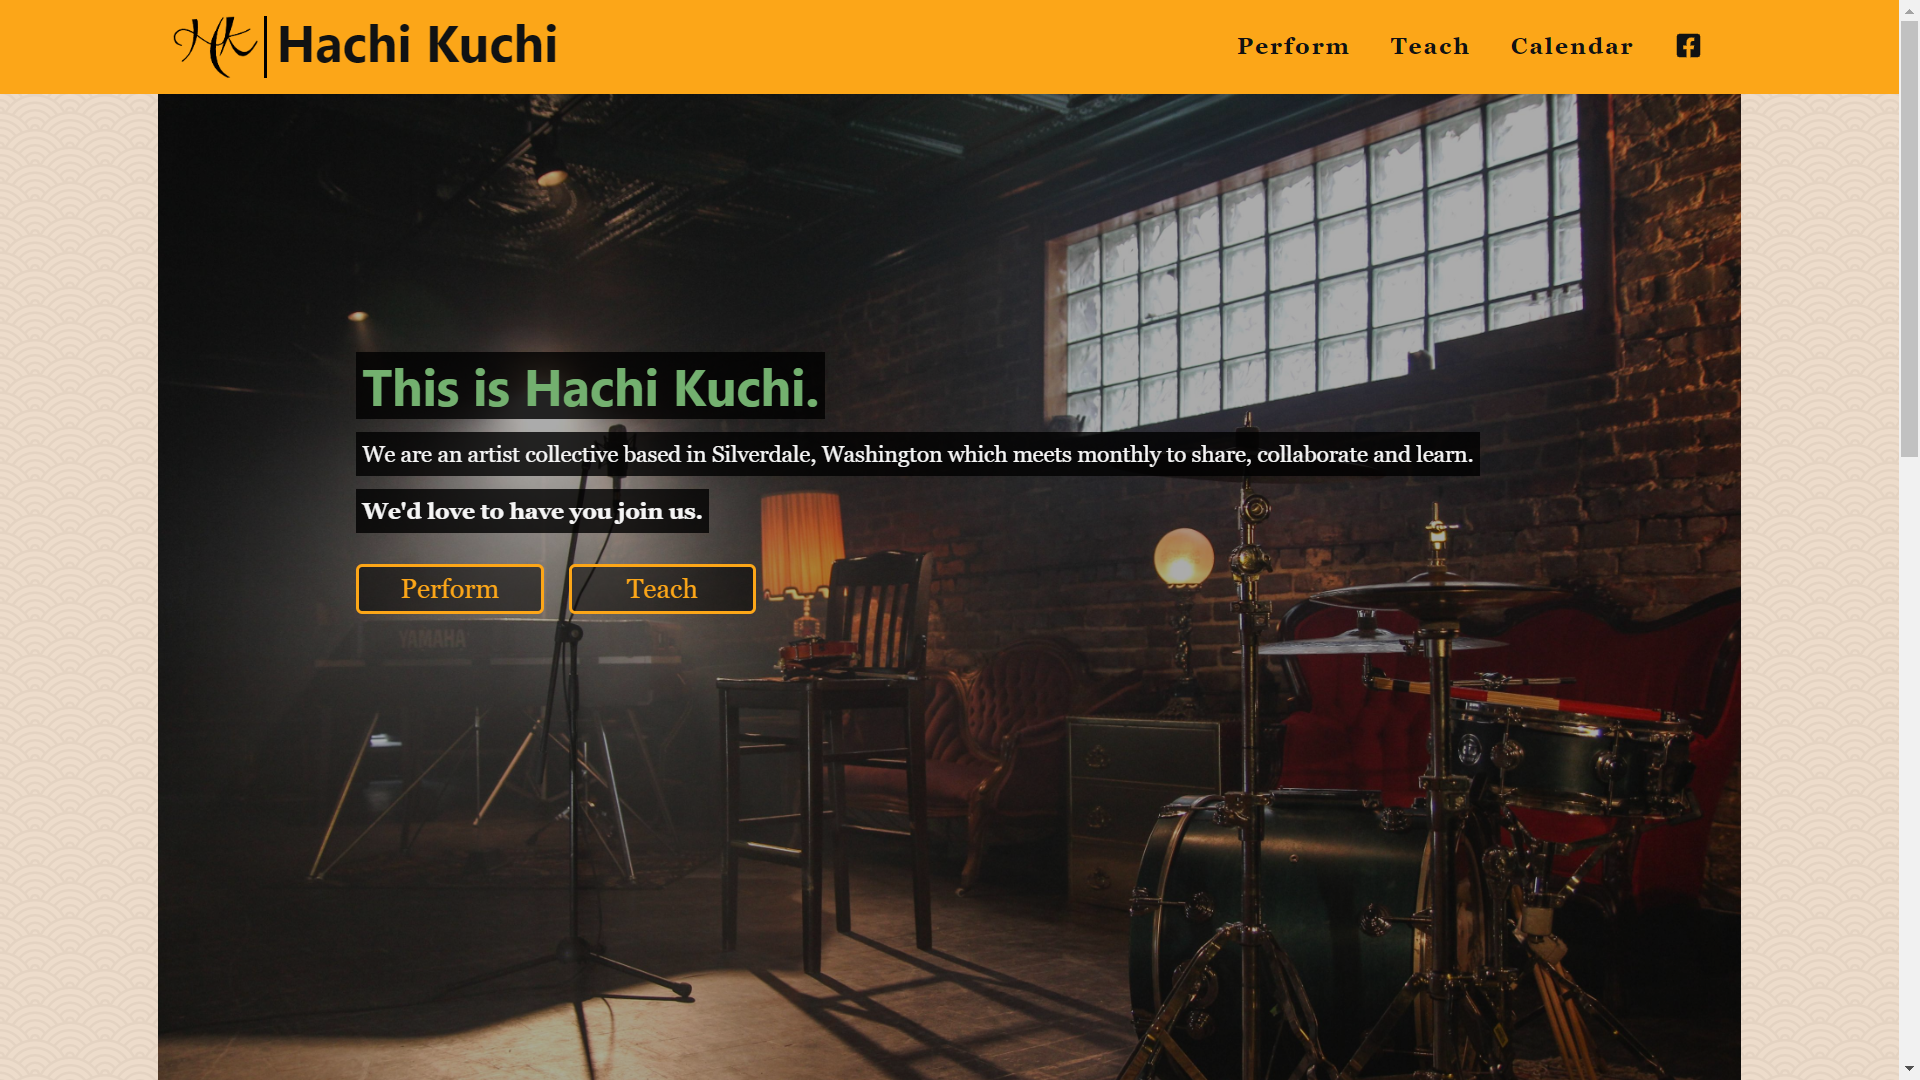 HK | Hachi Kuchi
Perform Teach Calendar
This is Hachi Kuchi.
We are an artist collective based in Silverdale, Washington which meets monthly to share, collaborate and learn.
We'd love to have you join us.
Perform Teach
YAMAHA